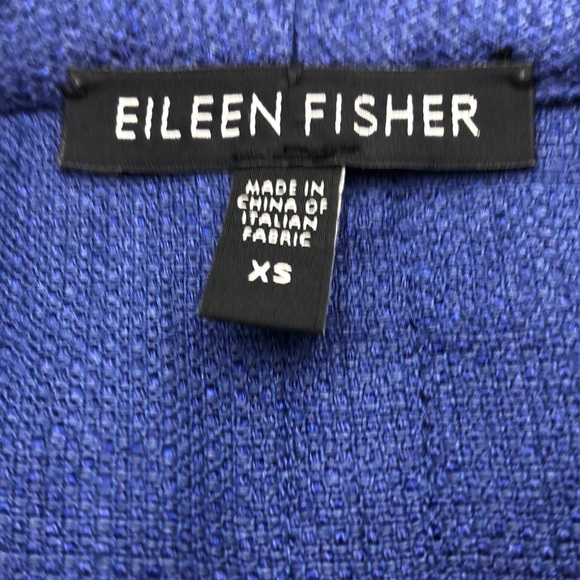 EILEEN FISHER
MADE IN
CHINA OF
ITALIAN
FABRIC
XS